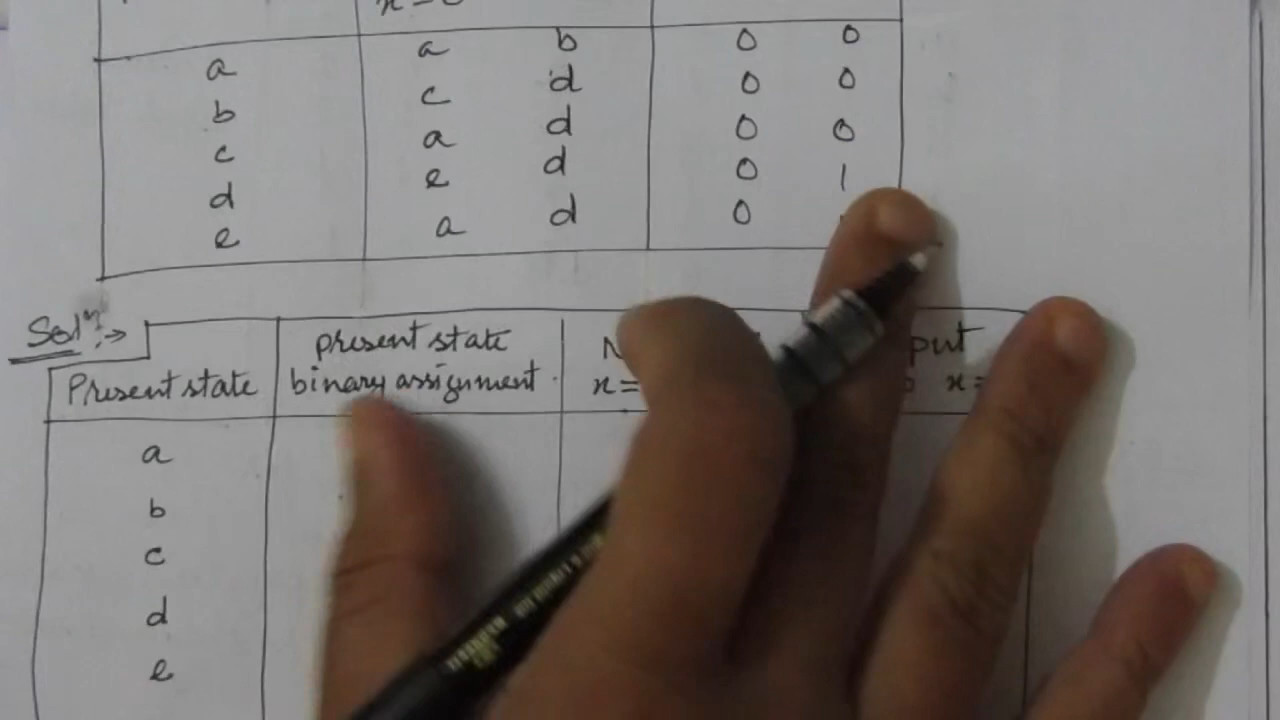 a a b 0 0
b c d 0 0
c a d 0 0
d e d 0 1
e a d 0
Solⁿ:→
present state
Present state binary assignment
x= x=
a
b
c
d
e